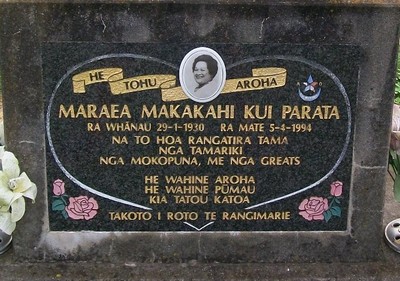 HE TOHU AROHA
MARAEA MAKAKAHI KUI PARATA
RA WHĀNAU 29-1-1930 RA MATE 5-4-1994
NA TO HOA RANGATIRA TAMA
NGA TAMARIKI
NGA MOKOPUNA, ME NGA GREATS
HE WAHINE AROHA
HE WAHINE PŪMAU
KIA TATOU KATOA
TAKOTO I ROTO TE RANGIMARIE